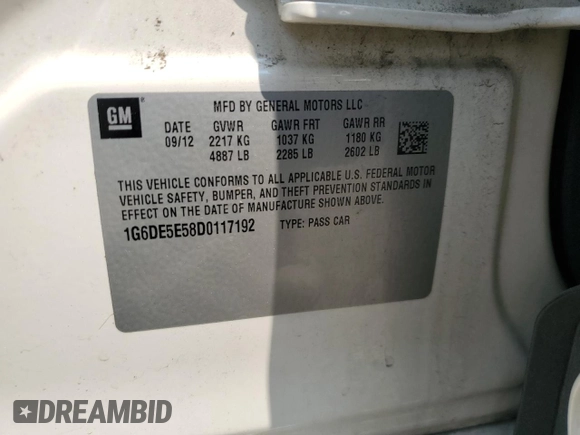 GM
MFD BY GENERAL MOTORS LLC
DATE GVWR GAWR FRT GAWR RR
09/12 2217 KG 1037 KG 1180 KG
4887 LB 2285 LB 2602 LB
THIS VEHICLE CONFORMS TO ALL APPLICABLE U.S. FEDERAL MOTOR
VEHICLE SAFETY, BUMPER, AND THEFT PREVENTION STANDARDS IN
EFFECT ON THE DATE OF MANUFACTURE SHOWN ABOVE.
1G6DE5E58D0117192 TYPE: PASS CAR
DREAMBID